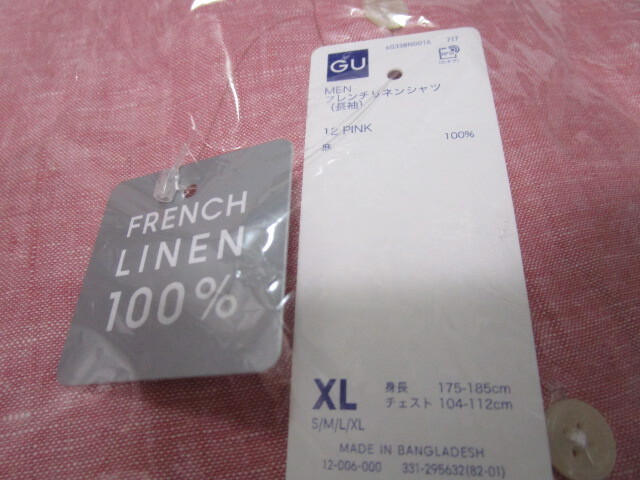 FRENCH
LINEN
100%
GU
MEN
フレンチリネンシャツ
(長袖)
12 PINK
麻 100%
XL
S/M/L/XL
身長 175-185cm
チェスト 104-112cm
MADE IN BANGLADESH
12-006-000 331-295632(82-01)